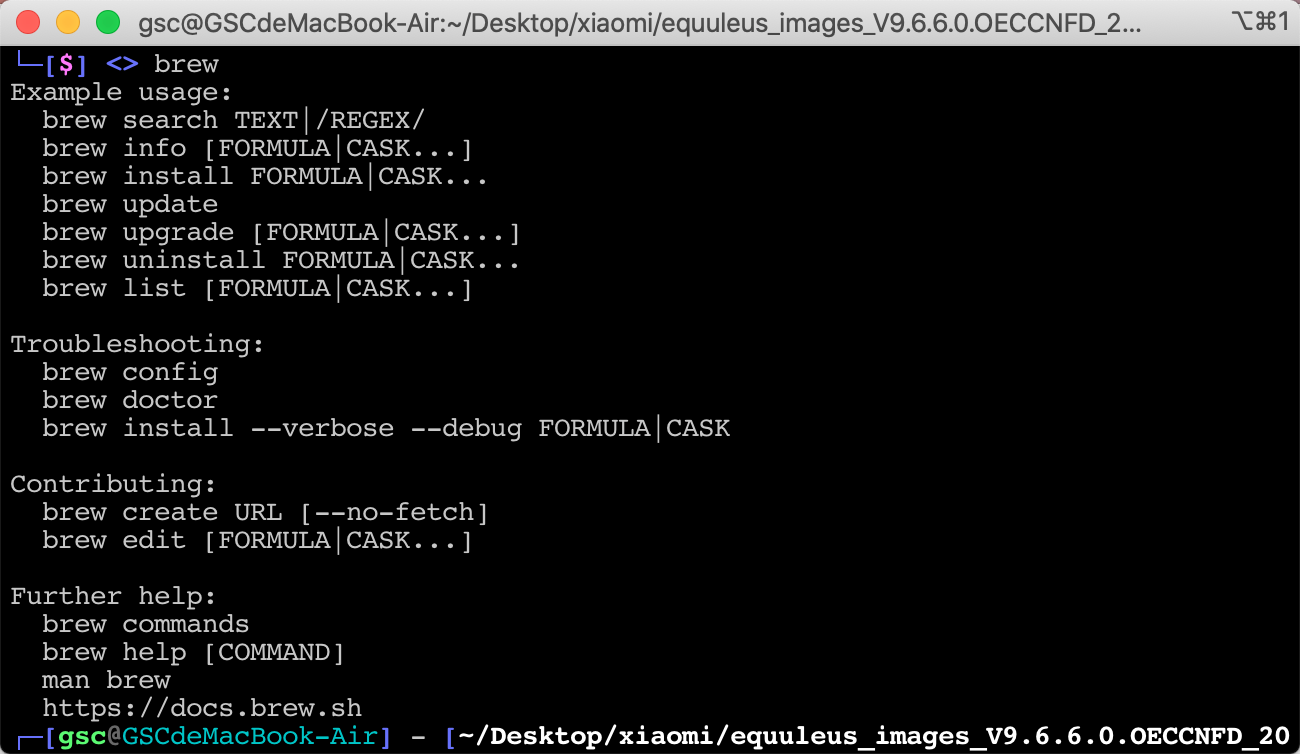 gsc@GSCdeMacBook-Air:~/Desktop/xiaomi/equuleus_images_V9.6.6.0.OECCNFD_2... ⌥⌘1
└─[$] <> brew
Example usage:
  brew search TEXT|/REGEX/
  brew info [FORMULA|CASK...]
  brew install FORMULA|CASK...
  brew update
  brew upgrade [FORMULA|CASK...]
  brew uninstall FORMULA|CASK...
  brew list [FORMULA|CASK...]

Troubleshooting:
  brew config
  brew doctor
  brew install --verbose --debug FORMULA|CASK

Contributing:
  brew create URL [--no-fetch]
  brew edit [FORMULA|CASK...]

Further help:
  brew commands
  brew help [COMMAND]
  man brew
  https://docs.brew.sh
┌─[gsc@GSCdeMacBook-Air] - [~/Desktop/xiaomi/equuleus_images_V9.6.6.0.OECCNFD_20